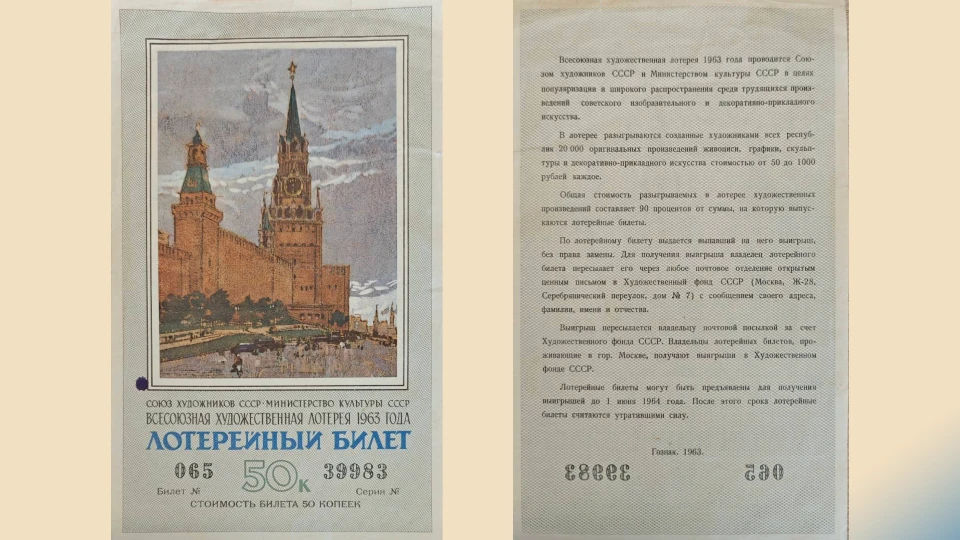 СОЮЗ ХУДОЖНИКОВ СССР · МИНИСТЕРСТВО КУЛЬТУРЫ СССР
ВСЕСОЮЗНАЯ ХУДОЖЕСТВЕННАЯ ЛОТЕРЕЯ 1963 ГОДА
ЛОТЕРЕЙНЫЙ БИЛЕТ
065 50 К 39983
Билет № Серия №
СТОИМОСТЬ БИЛЕТА 50 КОПЕЕК
Всесоюзная художественная лотерея 1963 года проводится Сою-
зом художников СССР и Министерством культуры СССР в целях
популяризации и широкого распространения среди трудящихся произ-
ведений советского изобразительного и декоративно-прикладного
искусства.
В лотерее разыгрываются созданные художниками всех респуб-
лик 20 000 оригинальных произведений живописи, графики, скульп-
туры и декоративно-прикладного искусства стоимостью от 50 до 1000
рублей каждое.
Общая стоимость разыгрываемых в лотерее художественных
произведений составляет 90 процентов от суммы, на которую выпус-
каются лотерейные билеты.
По лотерейному билету выдается выпавший на него выигрыш,
без права замены. Для получения выигрыша владелец лотерейного
билета пересылает его через любое почтовое отделение открытым
ценным письмом в Художественный фонд СССР (Москва, Ж-28,
Серебрянический переулок, дом № 7) с сообщением своего адреса,
фамилии, имени и отчества.
Выигрыш пересылается владельцу почтовой посылкой за счет
Художественного фонда СССР. Владельцы лотерейных билетов, про-
живающие в гор. Москве, получают выигрыши в Художественном
фонде СССР.
Лотерейные билеты могут быть предъявлены для получения
выигрышей до 1 июня 1964 года. После этого срока лотерейные
билеты считаются утратившими силу.
Гознак. 1963.
39983 065